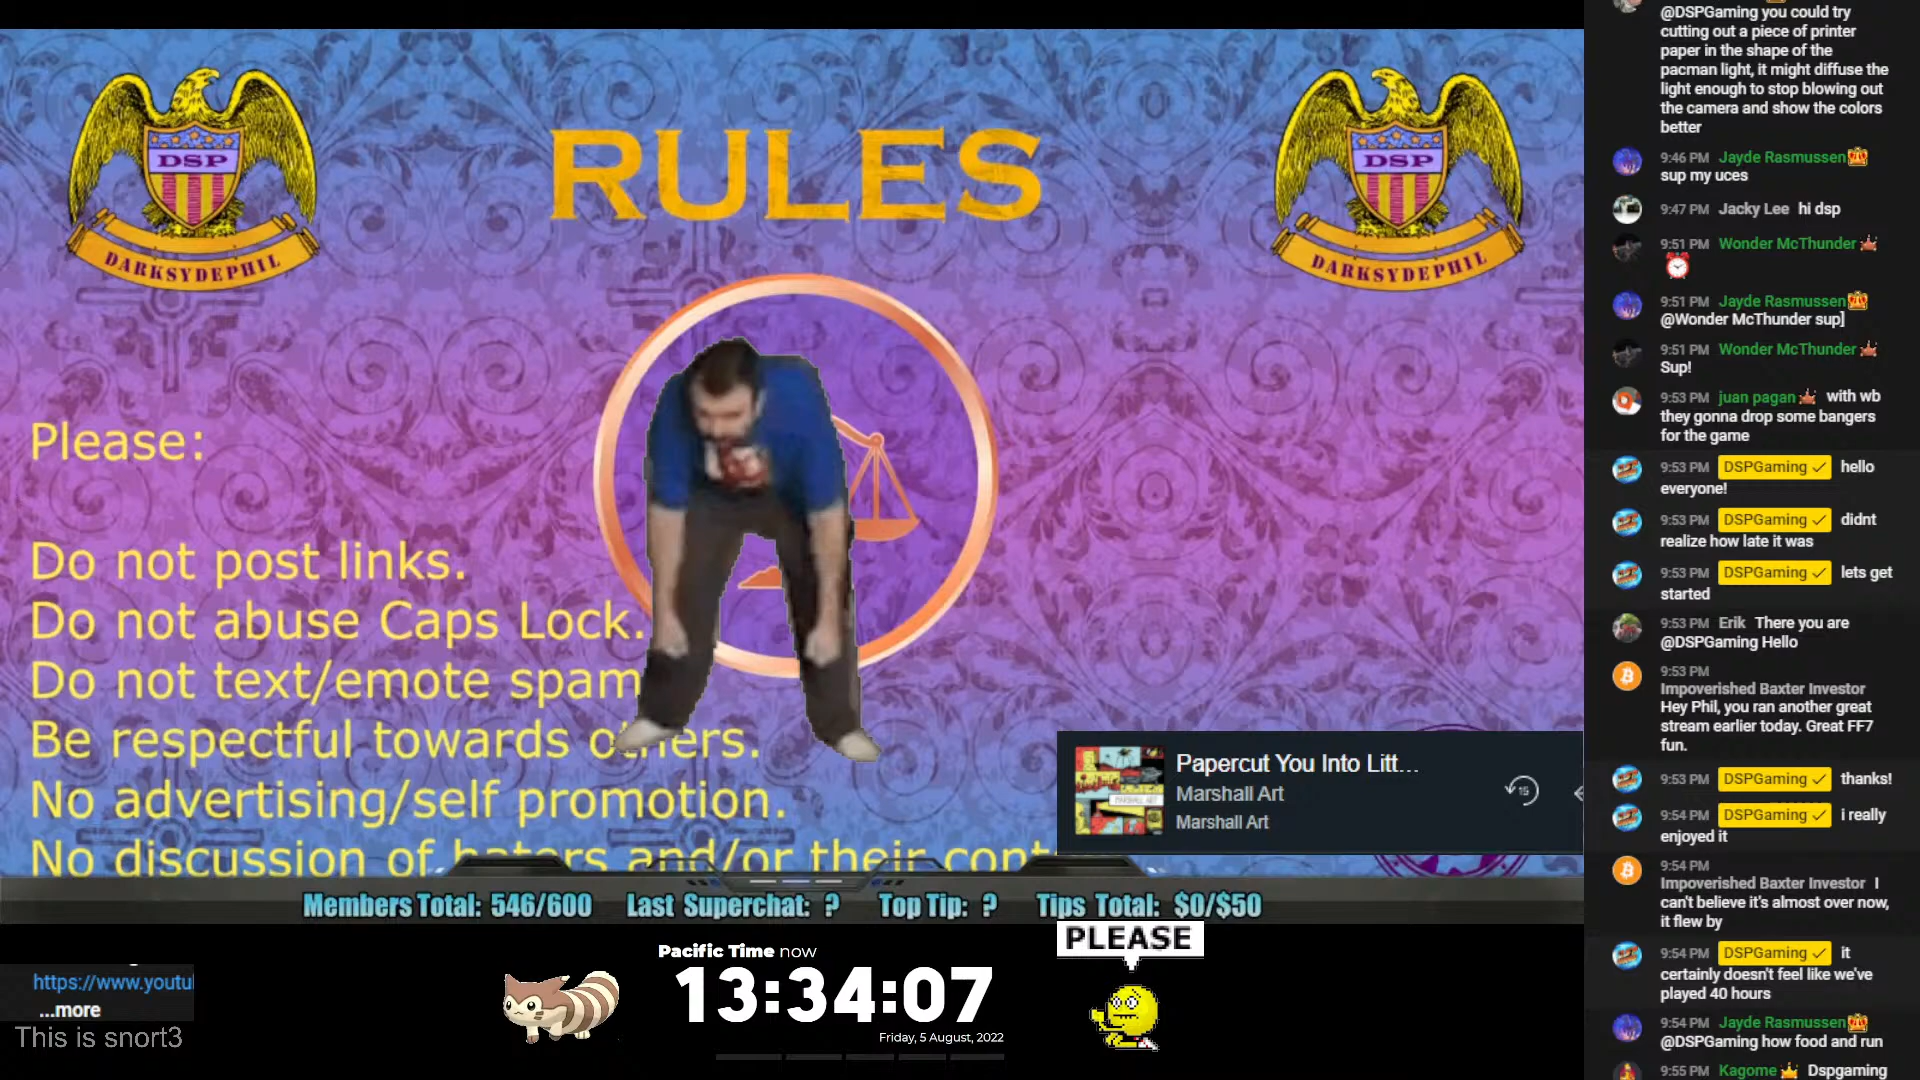 DSP
DARKSYDEPHIL
RULES
DSP
DARKSYDEPHIL
Please:
Do not post links.
Do not abuse Caps Lock.
Do not text/emote spam
Be respectful towards others.
No advertising/self promotion.
No discussion of haters and/or their
Papercut You Into Litt...
Marshall Art
Marshall Art
15
Members Total: 546/600 Last Superchat: ? Top Tip: ? Tips Total: $0/$50
PLEASE
Pacific Time now
13:34:07
Friday, 5 August, 2022
https://www.youtu
...more
This is snort3
@DSPGaming you could try
cutting out a piece of printer
paper in the shape of the
pacman light, it might diffuse the
light enough to stop blowing out
the camera and show the colors
better
9:46 PM Jayde Rasmussen
sup my uces
9:47 PM Jacky Lee hi dsp
9:51 PM Wonder McThunder
9:51 PM Jayde Rasmussen
@Wonder McThunder sup]
9:51 PM Wonder McThunder
Sup!
9:53 PM juan pagan with wb
they gonna drop some bangers
for the game
9:53 PM DSPGaming ✓ hello
everyone!
9:53 PM DSPGaming ✓ didnt
realize how late it was
9:53 PM DSPGaming ✓ lets get
started
9:53 PM Erik There you are
@DSPGaming Hello
9:53 PM
Impoverished Baxter Investor
Hey Phil, you ran another great
stream earlier today. Great FF7
fun.
9:53 PM DSPGaming ✓ thanks!
9:54 PM DSPGaming ✓ i really
enjoyed it
9:54 PM
Impoverished Baxter Investor I
can't believe it's almost over now,
it flew by
9:54 PM DSPGaming ✓ it
certainly doesn't feel like we've
played 40 hours
9:54 PM Jayde Rasmussen
@DSPGaming how food and run
9:55 PM Kagome Dspgaming